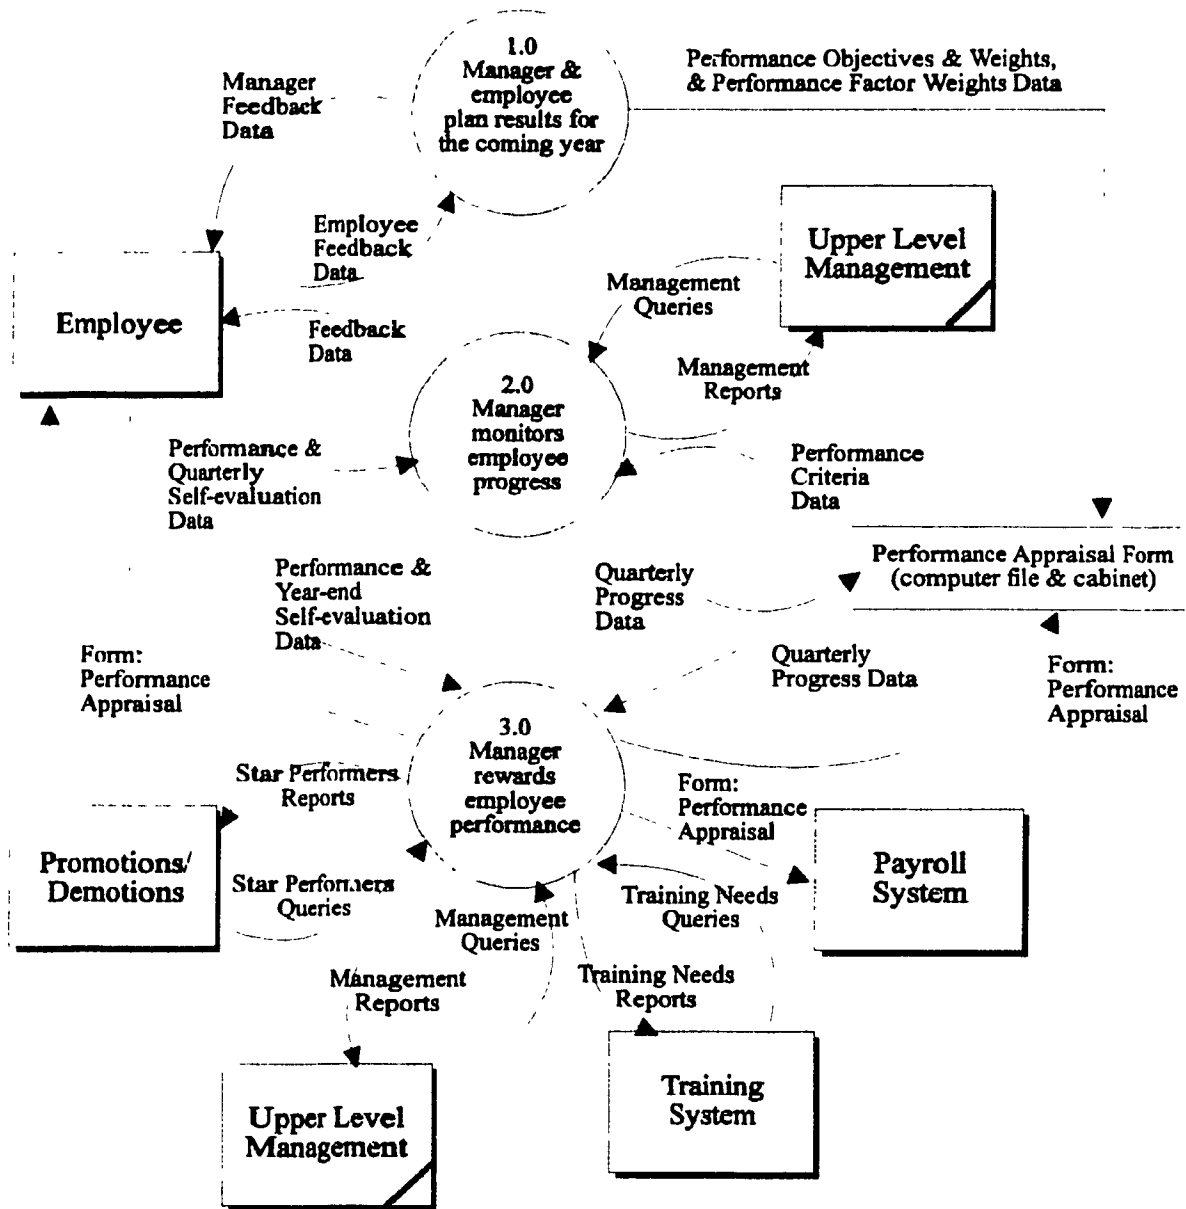 1.0
Manager &
employee
plan results for
the coming year
Performance Objectives & Weights,
& Performance Factor Weights Data
Manager
Feedback
Data
Employee
Feedback
Data
Upper Level
Management
Management
Queries
Employee
Feedback
Data
Management
Reports
2.0
Manager
monitors
employee
progress
Performance &
Quarterly
Self-evaluation
Data
Performance
Criteria
Data
Performance Appraisal Form
(computer file & cabinet)
Performance &
Year-end
Self-evaluation
Data
Quarterly
Progress
Data
Form:
Performance
Appraisal
Quarterly
Progress Data
Form:
Performance
Appraisal
3.0
Manager
rewards
employee
performance
Star Performers
Reports
Form:
Performance
Appraisal
Promotions/
Demotions
Payroll
System
Star Performers
Queries
Management
Queries
Training Needs
Queries
Management
Reports
Training Needs
Reports
Upper Level
Management
Training
System